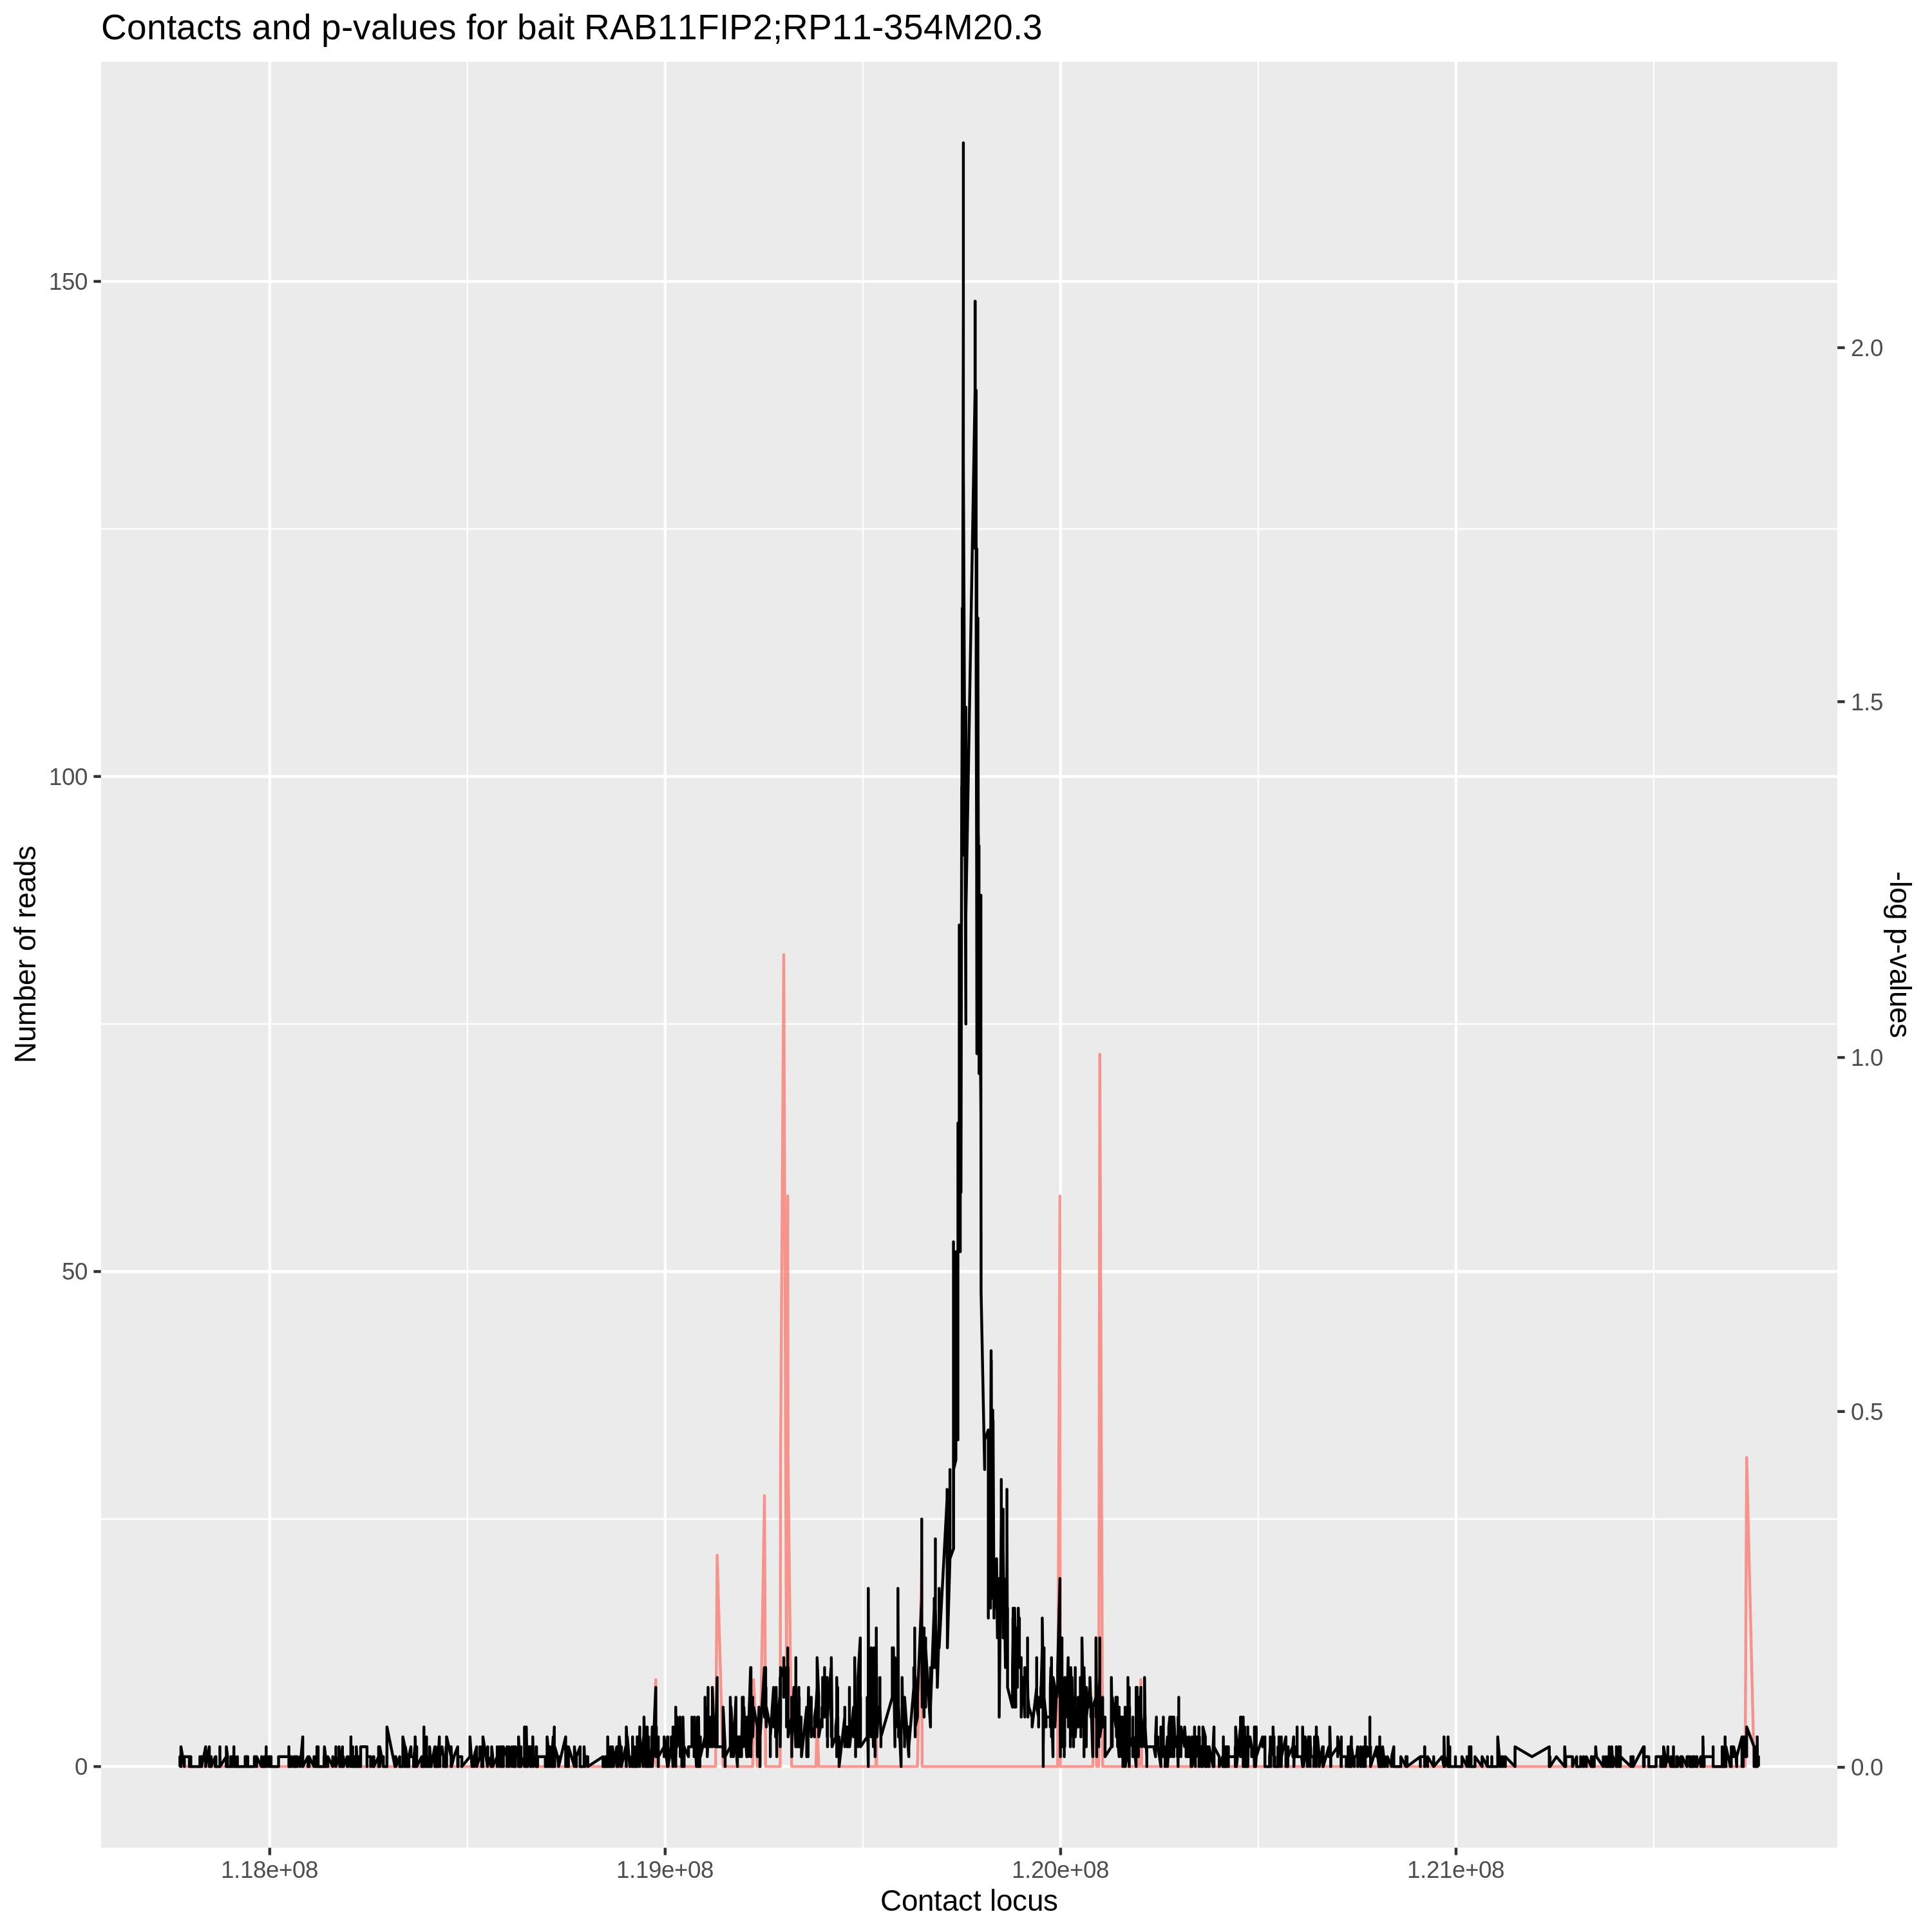 Contacts and p-values for bait RAB11FIP2;RP11-354M20.3
150
100
50
0
Number of reads
2.0
1.5
1.0
0.5
0.0
-log p-values
1.18e+08
1.19e+08
1.20e+08
1.21e+08
Contact locus